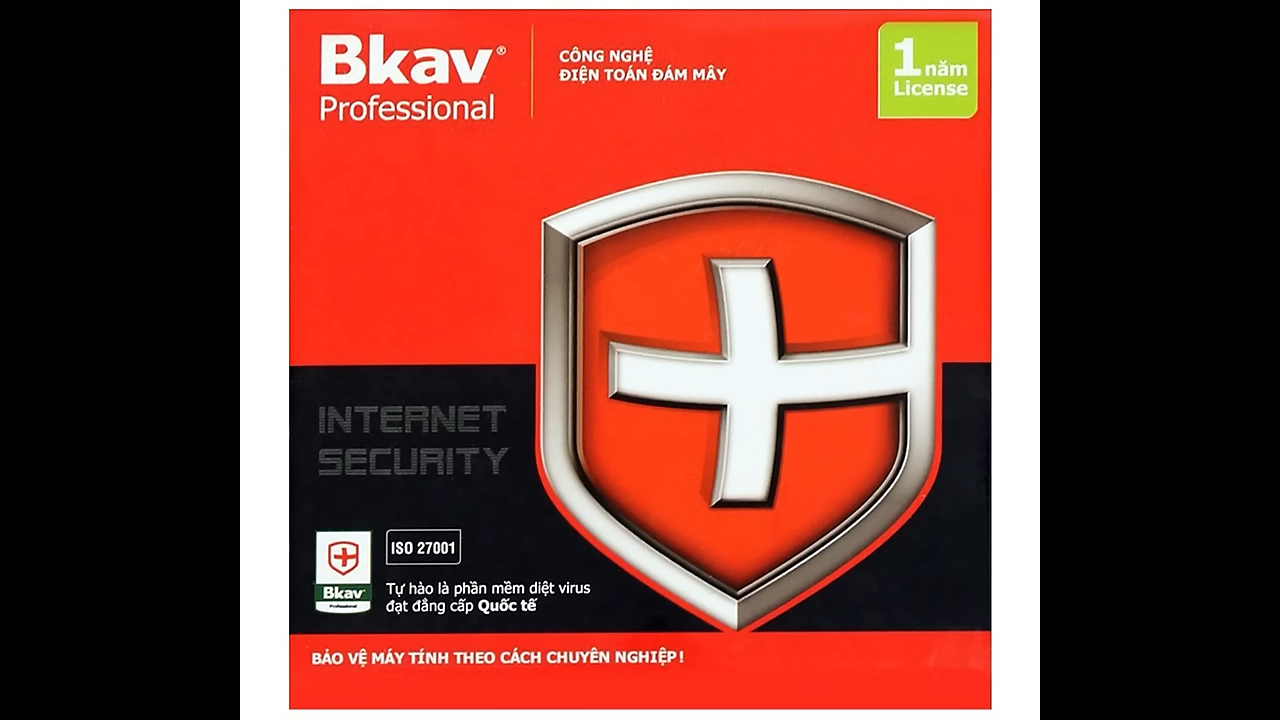 Bkav®
Professional
CÔNG NGHỆ
ĐIỆN TOÁN ĐÁM MÂY
1 năm
License
INTERNET
SECURITY
ISO 27001
Bkav
Professional
Tự hào là phần mềm diệt virus
đạt đẳng cấp Quốc tế
BẢO VỆ MÁY TÍNH THEO CÁCH CHUYÊN NGHIỆP!